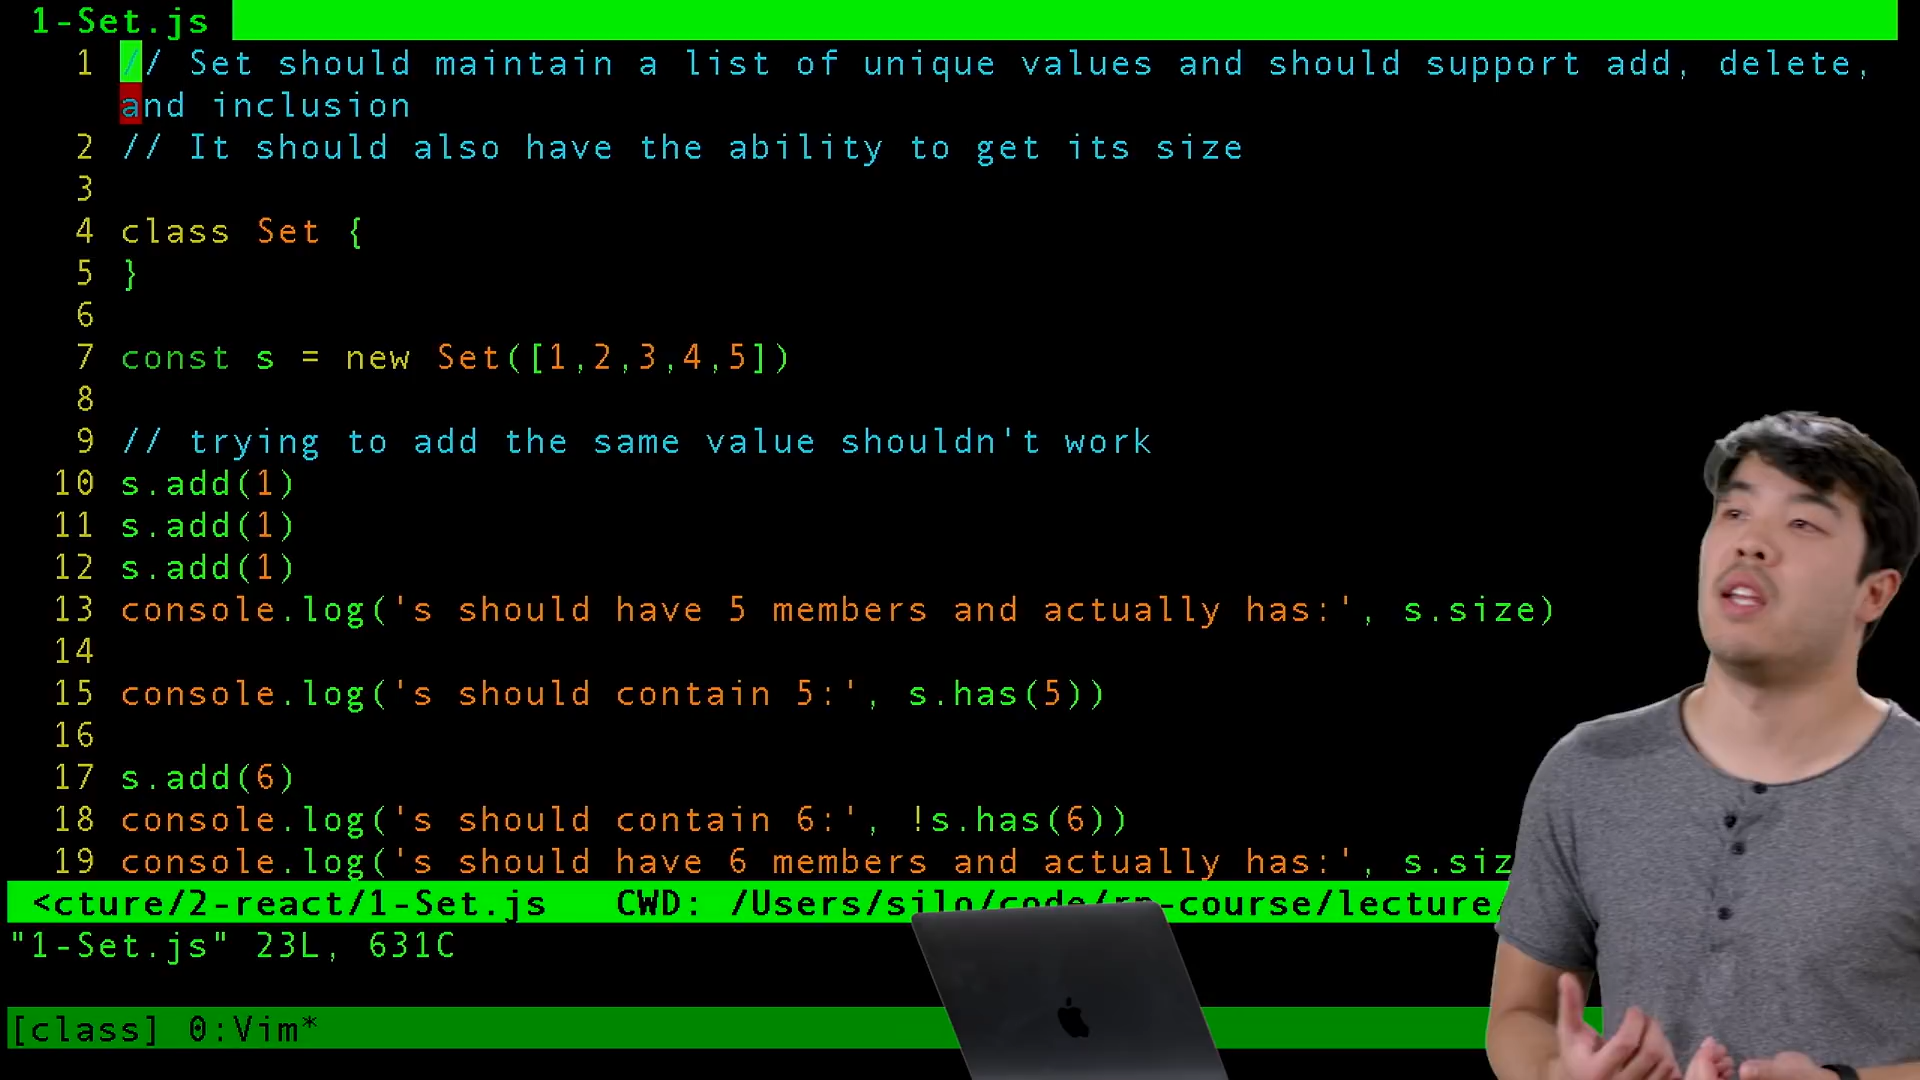 1-Set.js
1 // Set should maintain a list of unique values and should support add, delete,
and inclusion
2 // It should also have the ability to get its size
3
4 class Set {
5 }
6
7 const s = new Set([1,2,3,4,5])
8
9 // trying to add the same value shouldn't work
10 s.add(1)
11 s.add(1)
12 s.add(1)
13 console.log('s should have 5 members and actually has:', s.size)
14
15 console.log('s should contain 5:', s.has(5))
16
17 s.add(6)
18 console.log('s should contain 6:', !s.has(6))
19 console.log('s should have 6 members and actually has:', s.siz
<cture/2-react/1-Set.js CWD: /Users/silo/code/rn-course/lecture/
"1-Set.js" 23L, 631C
[class] 0:Vim*